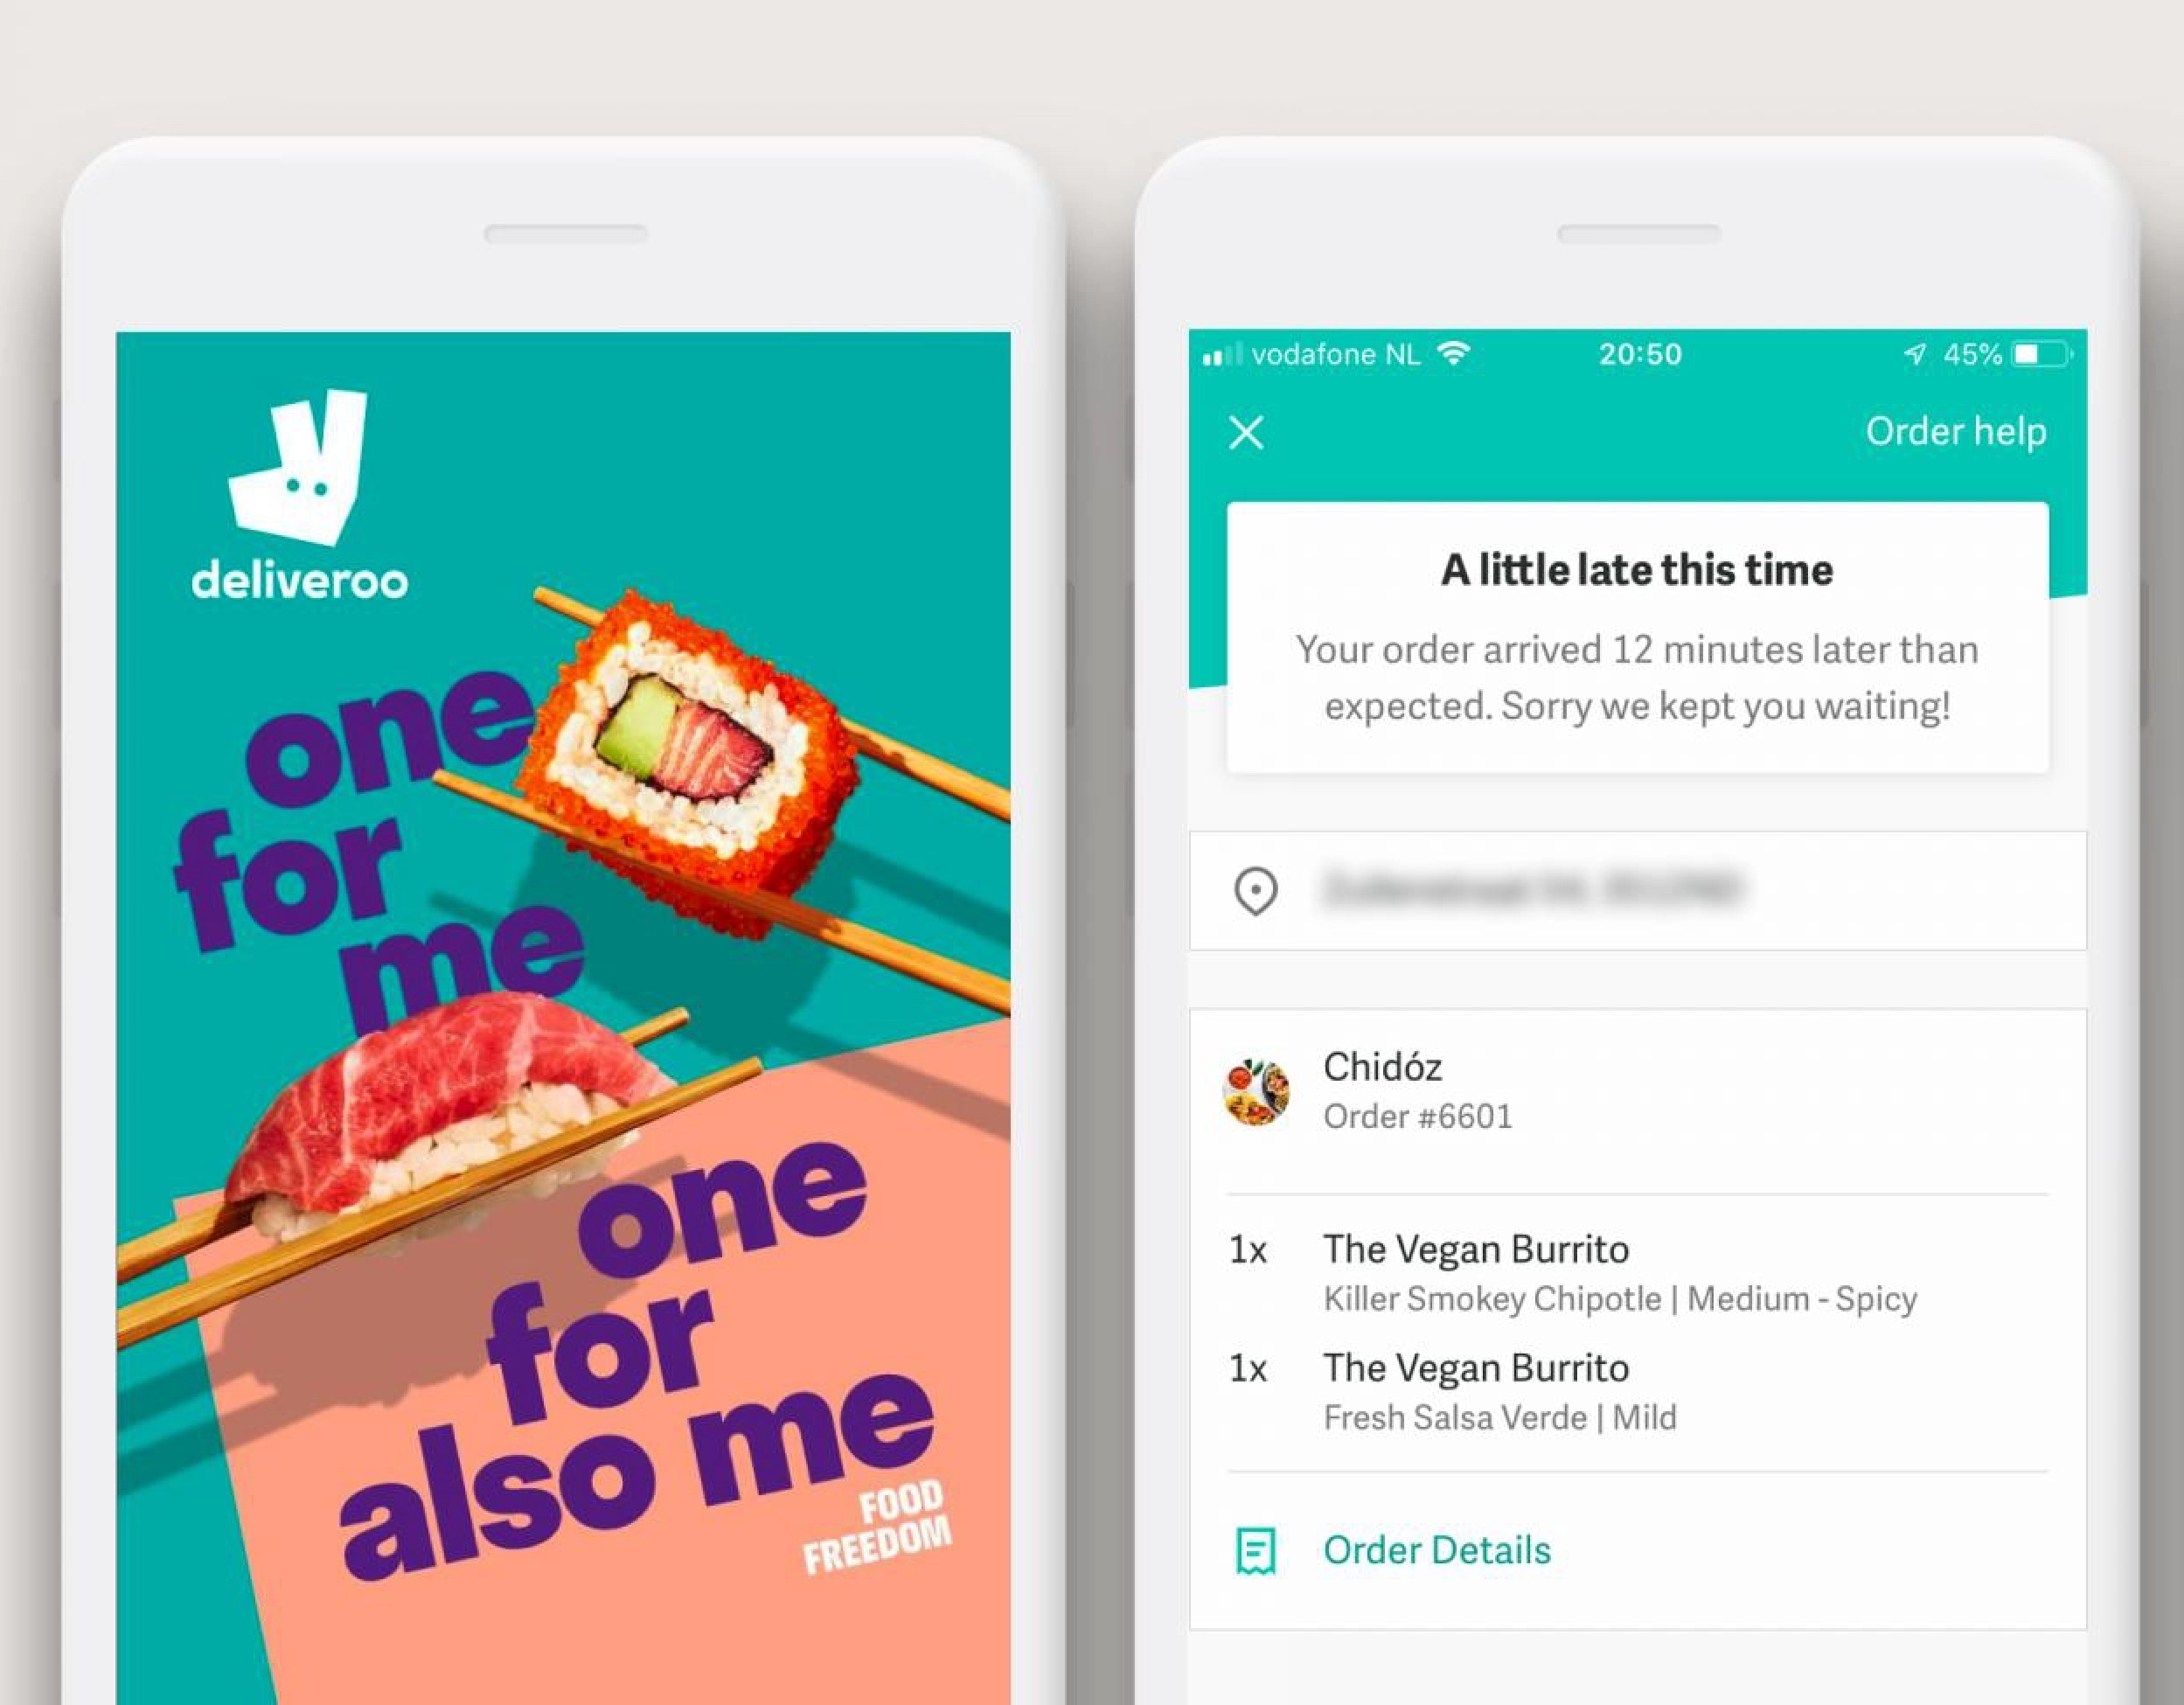 deliveroo
one
for
me
one
for
also me
FOOD
FREEDOM
vodafone NL 20:50 45%
Order help
A little late this time
Your order arrived 12 minutes later than
expected. Sorry we kept you waiting!
Chidóz
Order #6601
1x The Vegan Burrito
Killer Smokey Chipotle | Medium - Spicy
1x The Vegan Burrito
Fresh Salsa Verde | Mild
Order Details